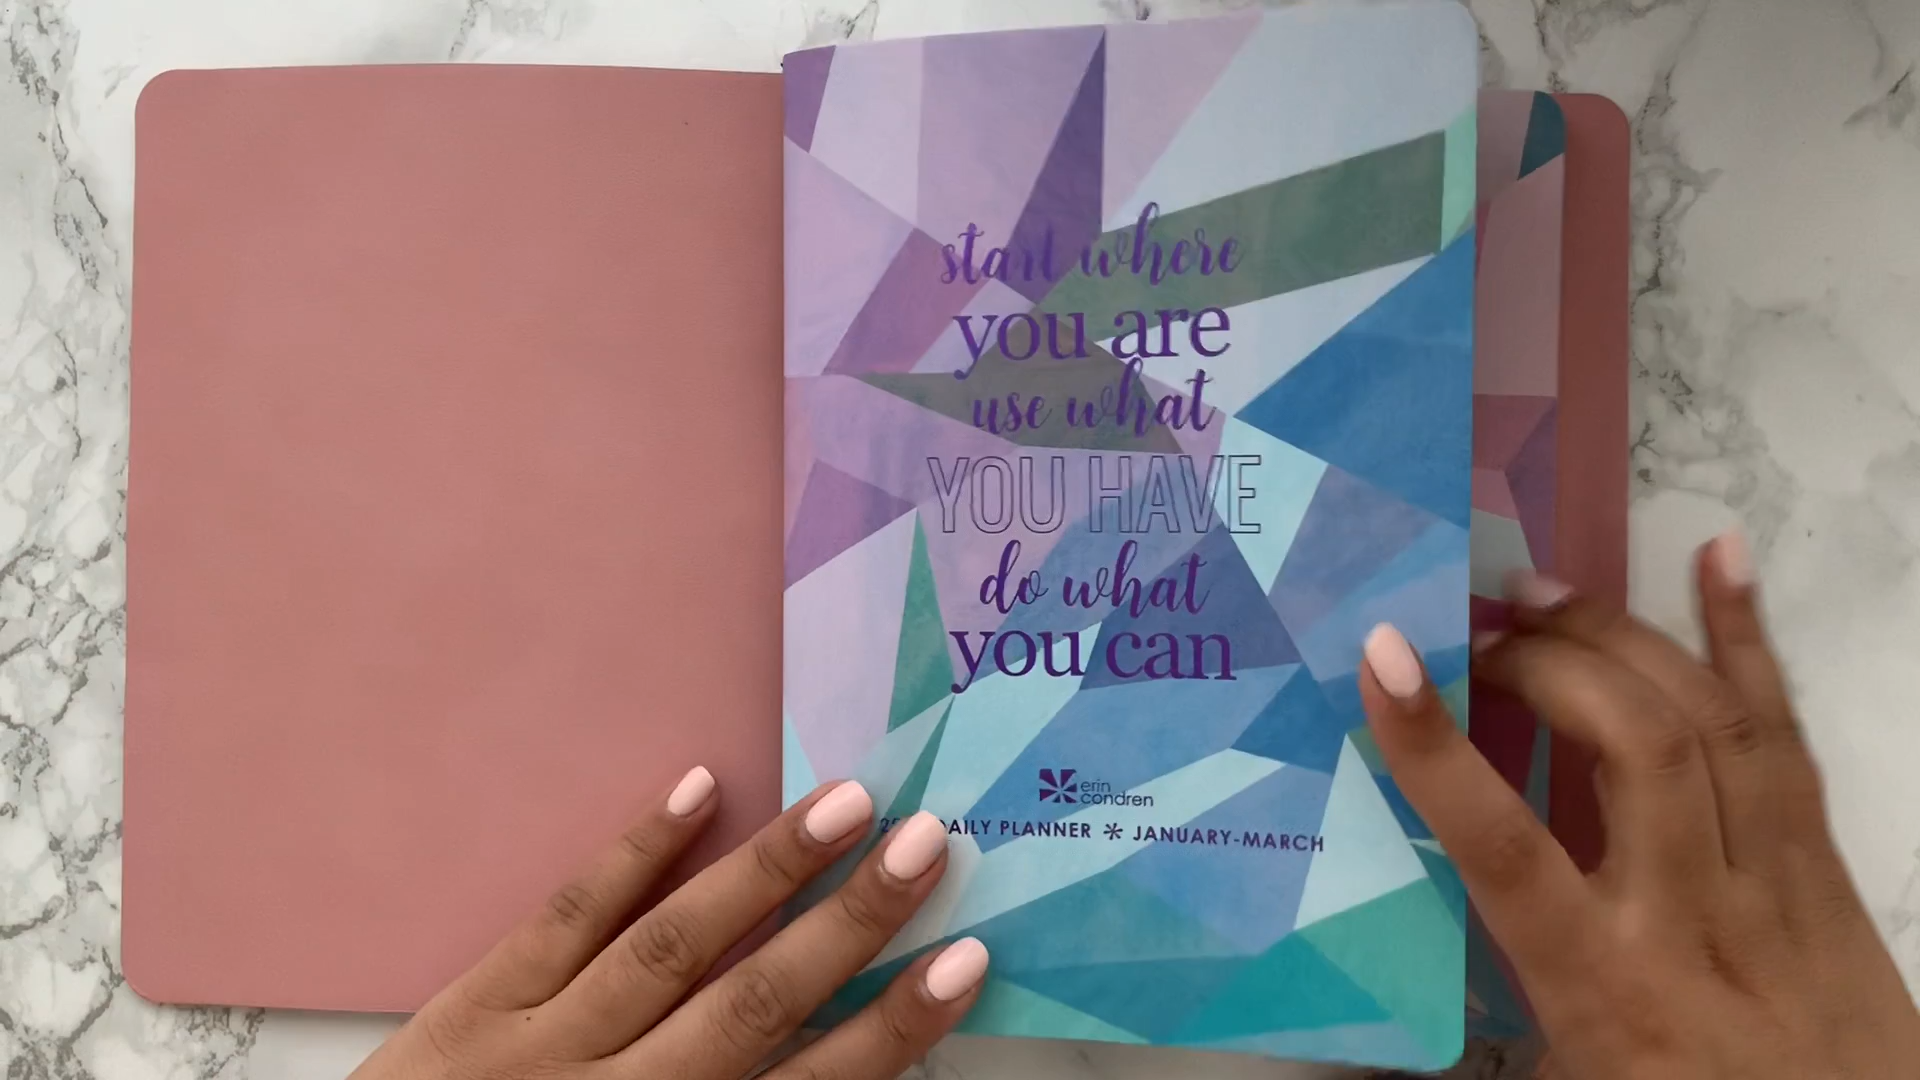 start where
you are
use what
YOU HAVE
do what
you can
erin
condren
DAILY PLANNER * JANUARY-MARCH